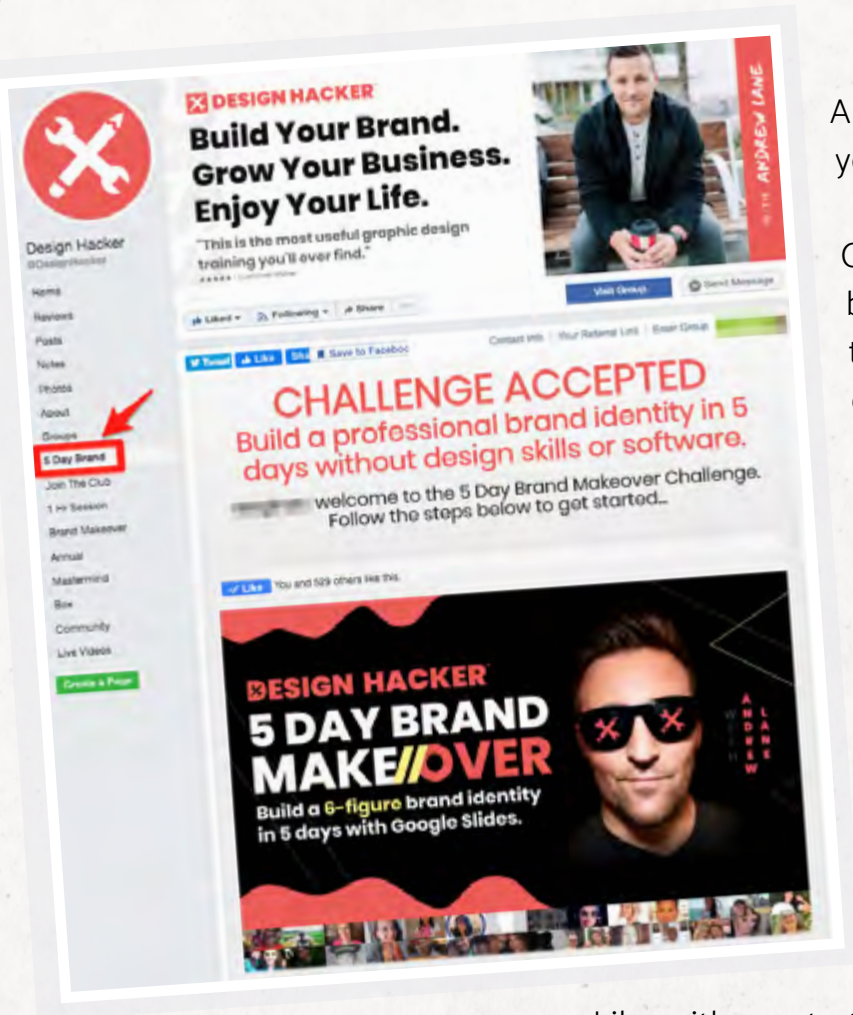 DESIGN HACKER
Build Your Brand.
Grow Your Business.
Enjoy Your Life.
"This is the most useful graphic design
training you'll ever find."
WITH ANDREW LANE
Design Hacker
@DesignHacker
Home
Reviews
Posts
Notes
Photos
About
Groups
5 Day Brand
Join The Club
1 Hr Session
Brand Makeover
Annual
Mastermind
Box
Community
Live Videos
Create a Page
Liked
Following
Share
Visit Group
Send Message
Tweet
Like
Save to Faceboo
Contact Info
Your Referral Link
Enter Group
CHALLENGE ACCEPTED
Build a professional brand identity in 5
days without design skills or software.
welcome to the 5 Day Brand Makeover Challenge.
Follow the steps below to get started...
Like You and 529 others like this.
DESIGN HACKER
5 DAY BRAND
MAKE//OVER
Build a 6-figure brand identity
in 5 days with Google Slides.
WITH
ANDREW
LANE